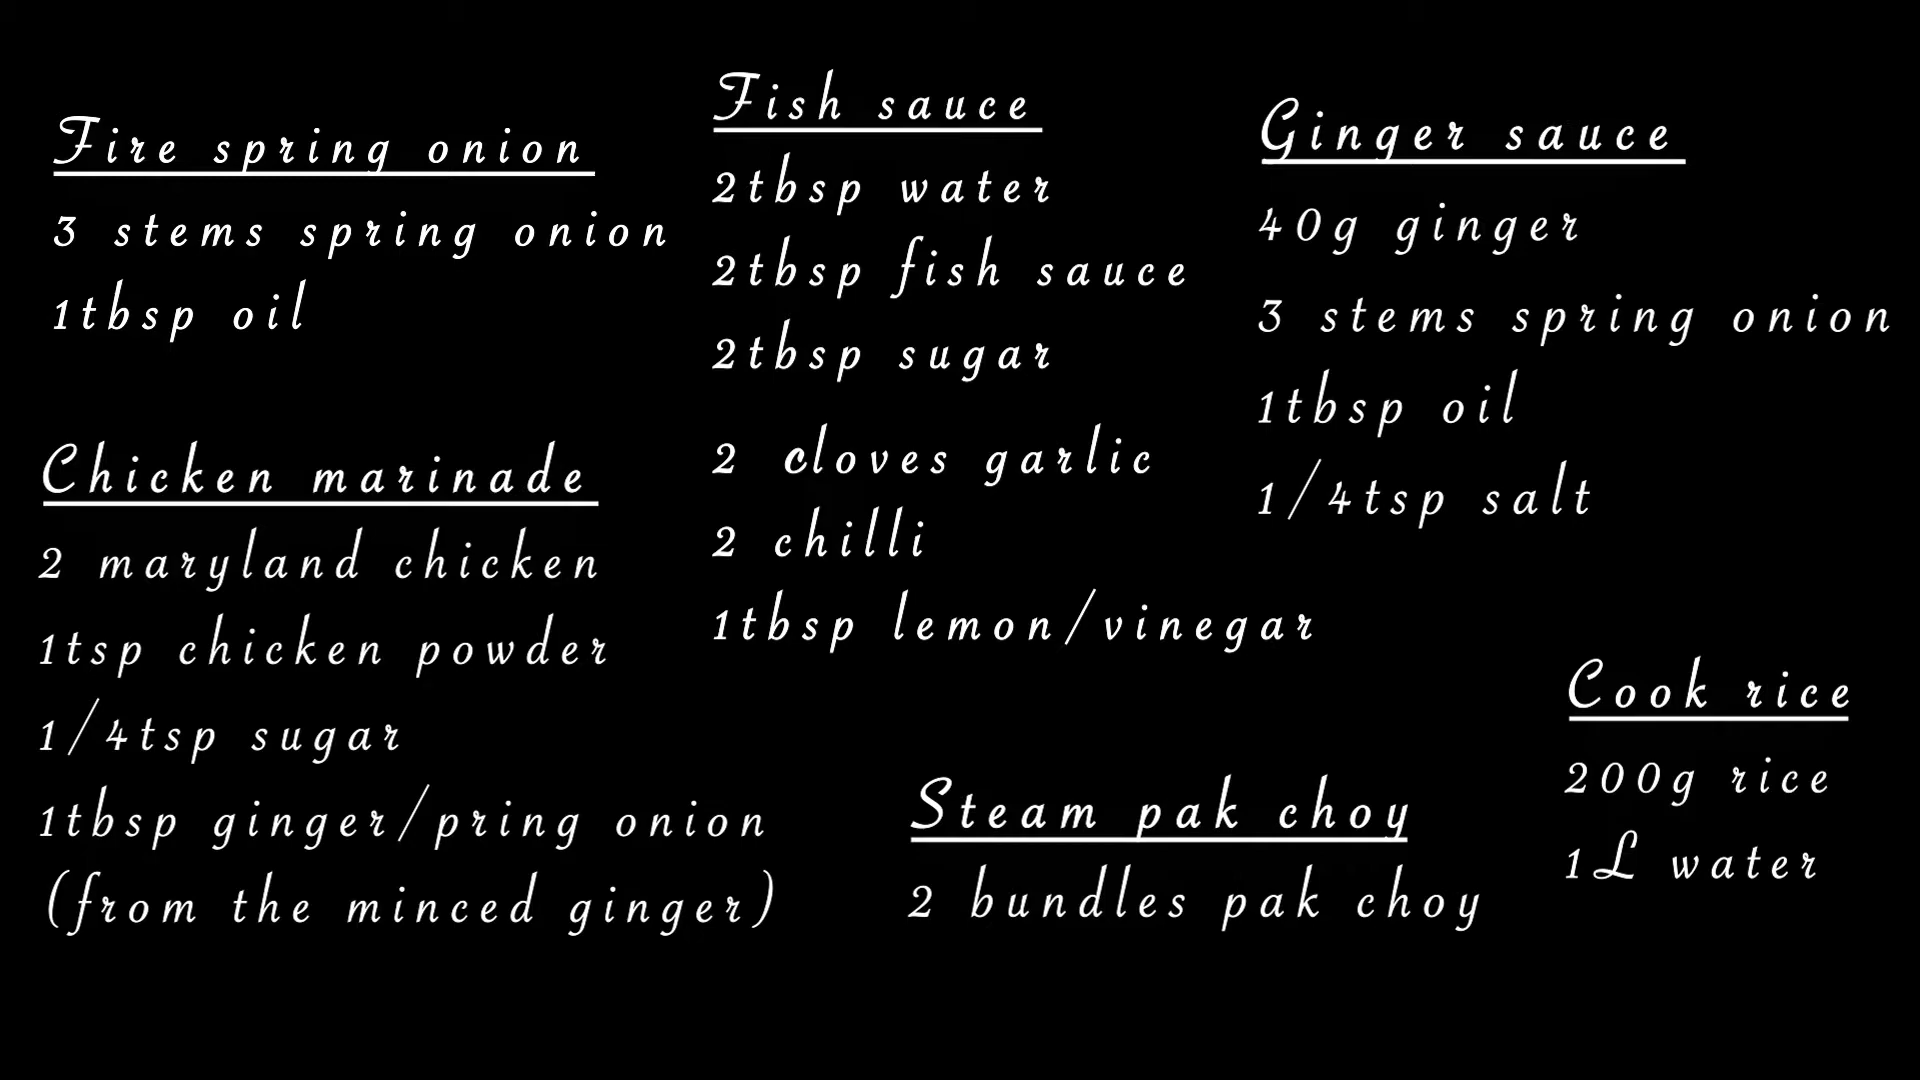 Fire spring onion
3 stems spring onion
1tbsp oil
Chicken marinade
2 maryland chicken
1tsp chicken powder
1/4tsp sugar
1tbsp ginger/pring onion
(from the minced ginger)
Fish sauce
2tbsp water
2tbsp fish sauce
2tbsp sugar
2 cloves garlic
2 chilli
1tbsp lemon/vinegar
Steam pak choy
2 bundles pak choy
Ginger sauce
40g ginger
3 stems spring onion
1tbsp oil
1/4tsp salt
Cook rice
200g rice
1L water